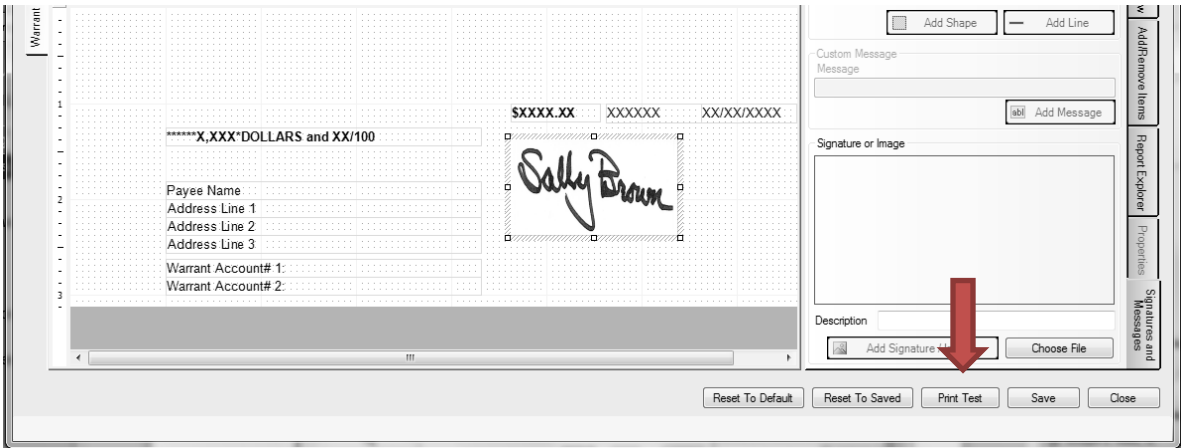 Warrant
Add Shape
Add Line
w
Add/Remove Items
Custom Message
Message
1
$XXXX.XX XXXXXX XX/XX/XXXX
abl Add Message
******X,XXX*DOLLARS and XX/100
Signature or Image
Sally Brown
Report Explorer
Payee Name
2
Address Line 1
Address Line 2
Address Line 3
Properties
Warrant Account# 1:
Warrant Account# 2:
3
Signatures and
Messages
Description
Add Signature
Choose File
Reset To Default
Reset To Saved
Print Test
Save
Close